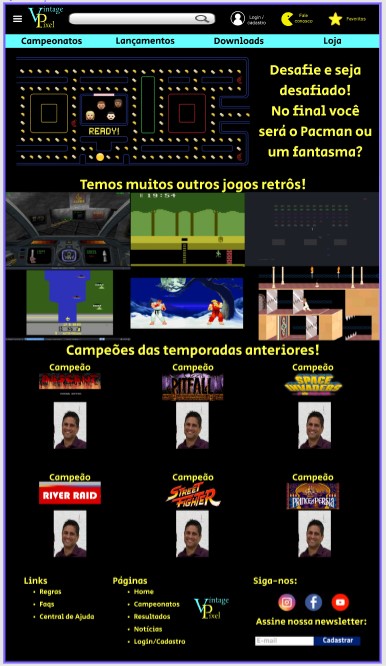 Vintage
Pixel
Login /
cadastro
Fale
conosco
Favoritos
Campeonatos
Lançamentos
Downloads
Loja
READY!
Desafie e seja
desafiado!
No final você
será o Pacman ou
um fantasma?
Temos muitos outros jogos retrôs!
19:54
Campeões das temporadas anteriores!
Campeão
Campeão
Campeão
PITFALL
SPACE
INVADERS
Campeão
Campeão
Campeão
RIVER RAID
STREET
FIGHTER
PRINCE of PERSIA
Links
• Regras
• Faqs
• Central de Ajuda
Páginas
• Home
• Campeonatos
• Resultados
• Notícias
• Login/Cadastro
Vintage
Pixel
Siga-nos:
Assine nossa newsletter:
E-mail
Cadastrar